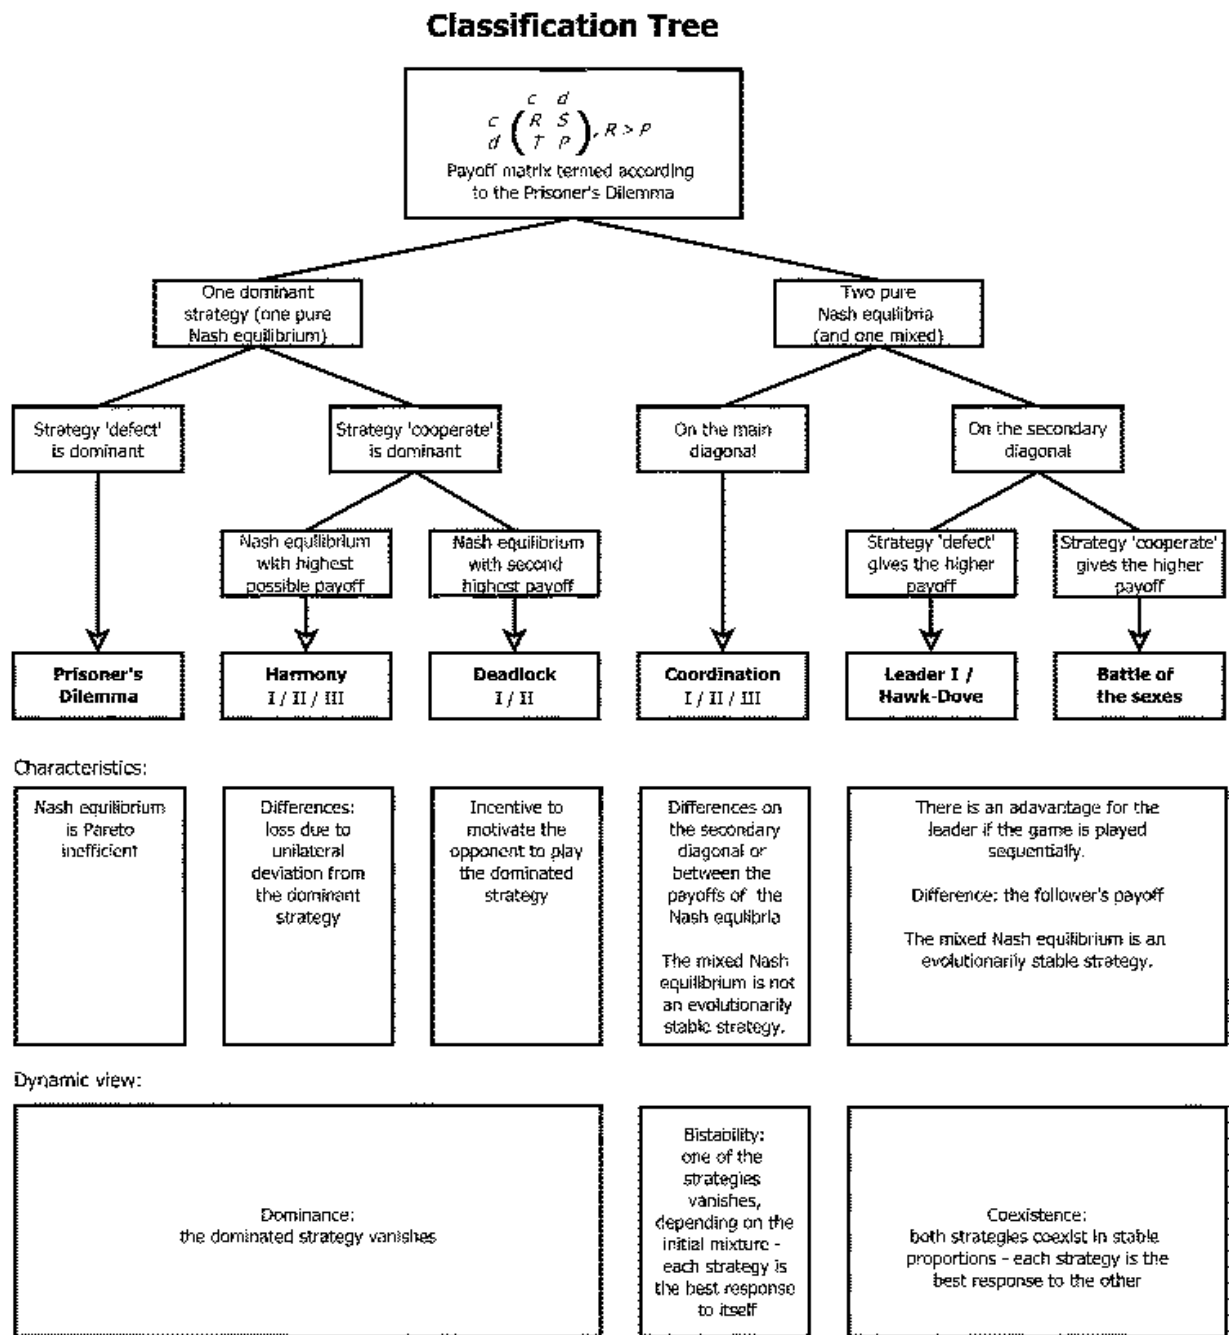 Classification Tree
c d
c ( R S
d T P ), R > P
Payoff matrix termed according
to the Prisoner's Dilemma
One dominant
strategy (one pure
Nash equilibrium)
Two pure
Nash equilibria
(and one mixed)
Strategy 'defect'
is dominant
Strategy 'cooperate'
is dominant
On the main
diagonal
On the secondary
diagonal
Nash equilibrium
with highest
possible payoff
Nash equilibrium
with second
highest payoff
Strategy 'defect'
gives the higher
payoff
Strategy 'cooperate'
gives the higher
payoff
Prisoner's
Dilemma
Harmony
I / II / III
Deadlock
I / II
Coordination
I / II / III
Leader I /
Hawk-Dove
Battle of
the sexes
Characteristics:
Nash equilibrium
is Pareto
inefficient
Differences:
loss due to
unilateral
deviation from
the dominant
strategy
Incentive to
motivate the
opponent to play
the dominated
strategy
Differences on
the secondary
diagonal or
between the
payoffs of the
Nash equlibria
The mixed Nash
equilibrium is not
an evolutionarily
stable strategy.
There is an adavantage for the
leader if the game is played
sequentially.
Difference: the follower's payoff
The mixed Nash equilibrium is an
evolutionarily stable strategy.
Dynamic view:
Dominance:
the dominated strategy vanishes
Bistability:
one of the
strategies
vanishes,
depending on the
initial mixture -
each strategy is
the best response
to itself
Coexistence:
both strategies coexist in stable
proportions - each strategy is the
best response to the other